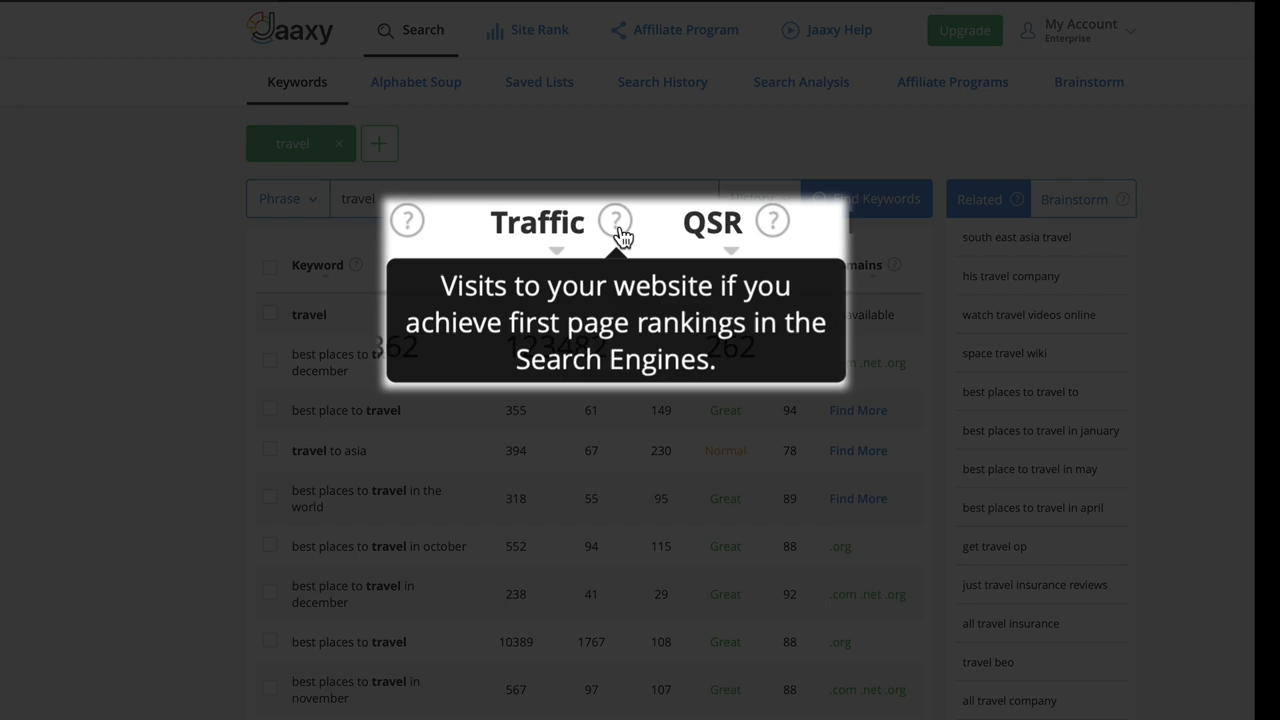 Jaaxy
Search
Site Rank
Affiliate Program
Jaaxy Help
Upgrade
My Account
Enterprise
Keywords
Alphabet Soup
Saved Lists
Search History
Search Analysis
Affiliate Programs
Brainstorm
travel ×
Phrase
travel
Keywords
Related ?
Brainstorm ?
? Traffic ? QSR ?
Visits to your website if you
achieve first page rankings in the
Search Engines.
Keyword ?
travel
best places to
december
.net .org
best place to travel 355 61 149 Great 94 Find More
travel to asia 394 67 230 Normal 78 Find More
best places to travel in the
world
318 55 95 Great 89 Find More
best places to travel in october 552 94 115 Great 88 .org
best place to travel in
december
238 41 29 Great 92 .com .net .org
best places to travel 10389 1767 108 Great 88 .org
best places to travel in
november
567 97 107 Great 88 .com .net .org
south east asia travel
his travel company
watch travel videos online
space travel wiki
best places to travel to
best places to travel in january
best place to travel in may
best places to travel in april
get travel op
just travel insurance reviews
all travel insurance
travel beo
all travel company